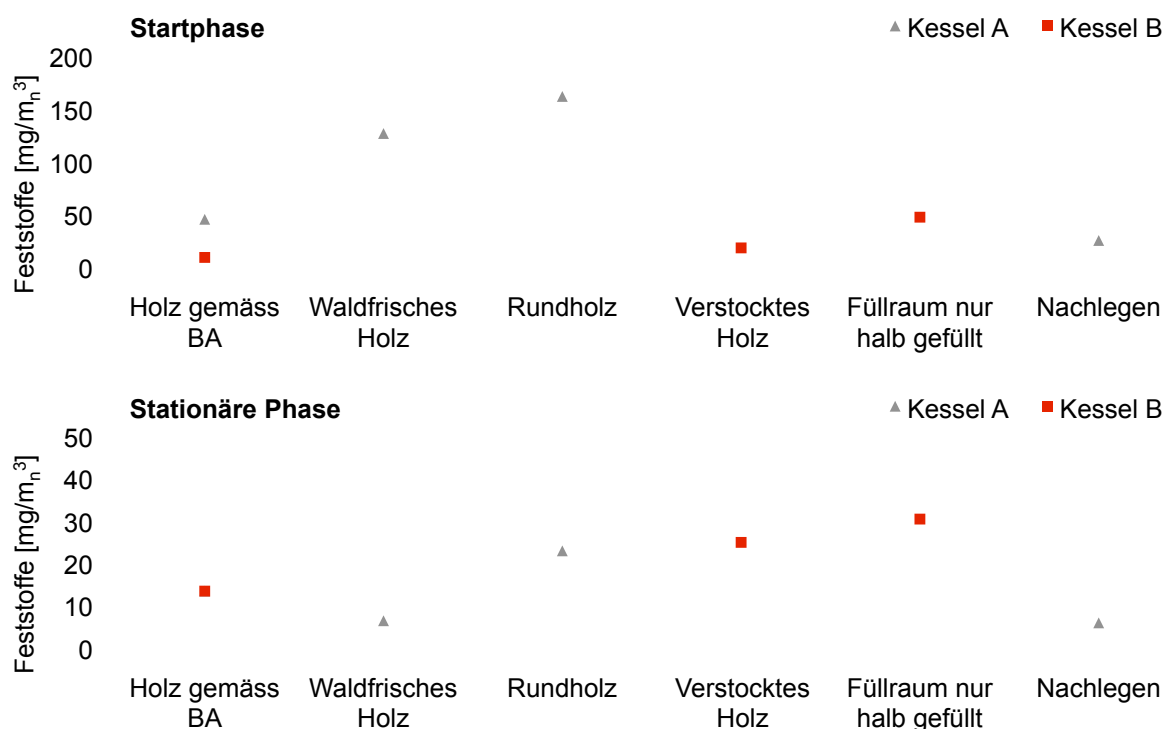 Startphase
Kessel A Kessel B
Feststoffe [mg/mn3]
200
150
100
50
0
Holz gemäss BA
Waldfrisches Holz
Rundholz
Verstocktes Holz
Füllraum nur halb gefüllt
Nachlegen
Stationäre Phase
Kessel A Kessel B
Feststoffe [mg/mn3]
50
40
30
20
10
0
Holz gemäss BA
Waldfrisches Holz
Rundholz
Verstocktes Holz
Füllraum nur halb gefüllt
Nachlegen